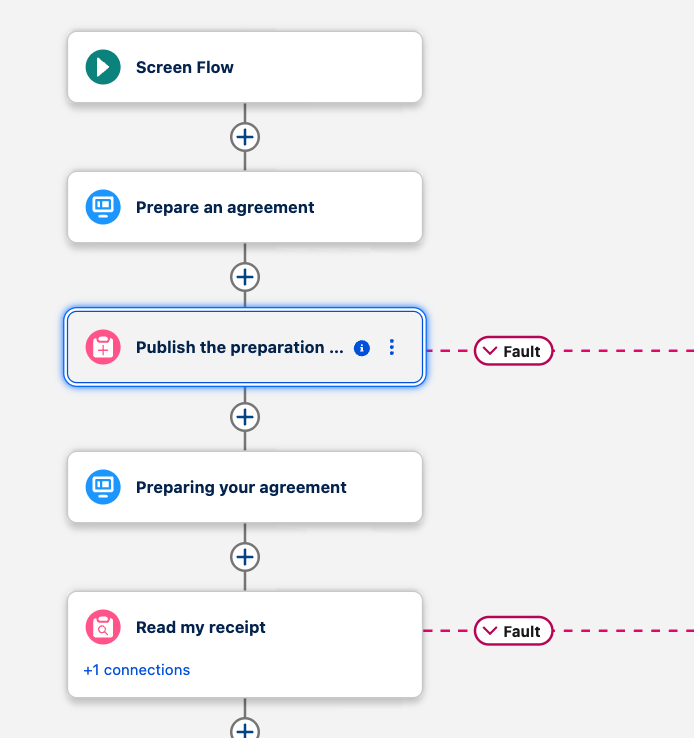 Screen Flow
Prepare an agreement
Publish the preparation ...
Fault
Preparing your agreement
Read my receipt
Fault
+1 connections